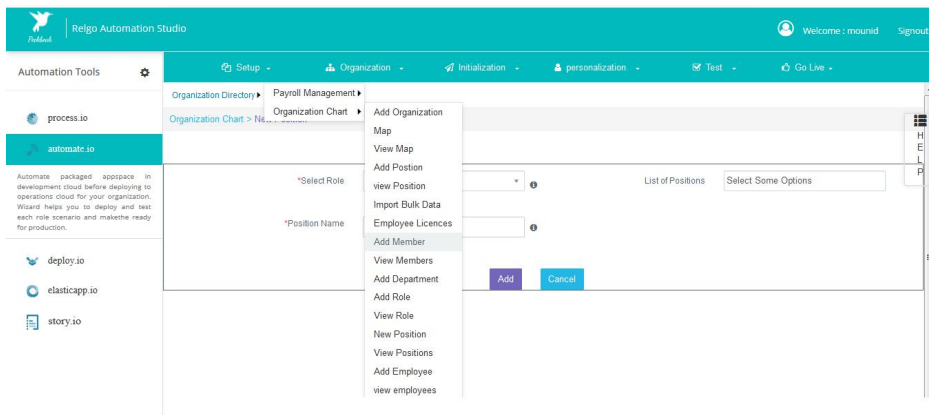 Relgo Automation Studio
Welcome : mounid
Signout
Automation Tools
Setup
Organization
Initialization
personalization
Test
Go Live
Organization Directory
Payroll Management
Organization Chart
Organization Chart > New
process.io
automate.io
Automate packaged appspace in
development cloud before deploying to
operations cloud for your organization.
Wizard helps you to deploy and test
each role scenario and makethe ready
for production.
deploy.io
elasticapp.io
story.io
Add Organization
Map
View Map
Add Postion
view Position
Import Bulk Data
Employee Licences
Add Member
View Members
Add Department
Add Role
View Role
New Position
View Positions
Add Employee
view employees
*Select Role
List of Positions
Select Some Options
*Position Name
Add
Cancel
H
E
L
P